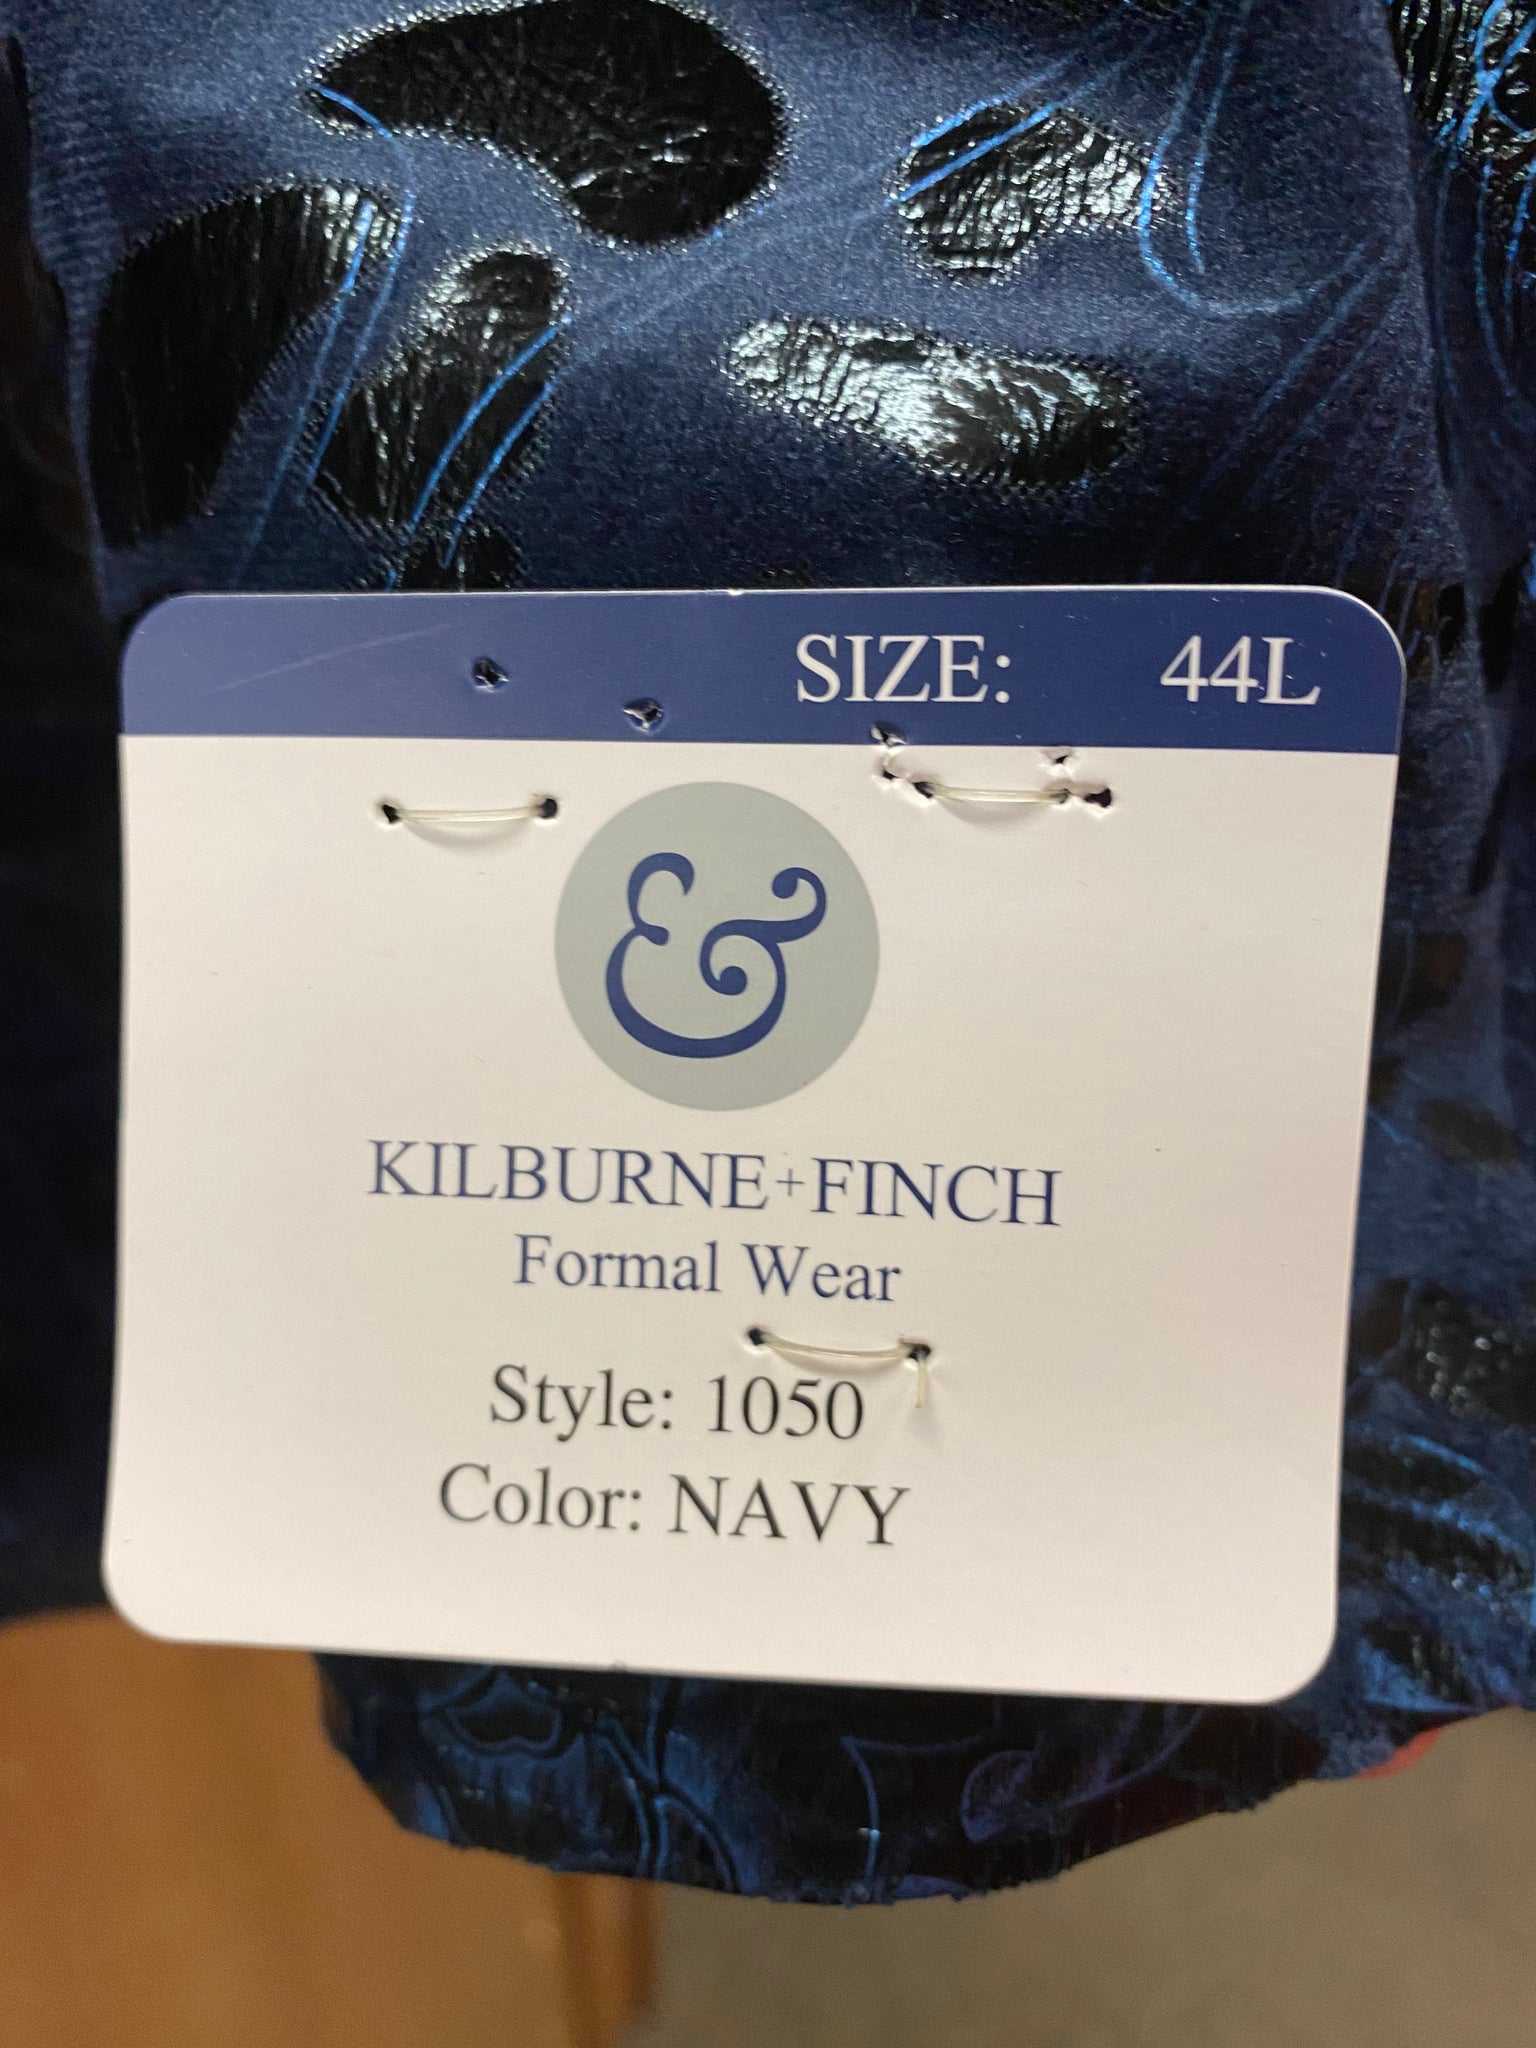 SIZE: 44L
&
KILBURNE+FINCH
Formal Wear
Style: 1050
Color: NAVY